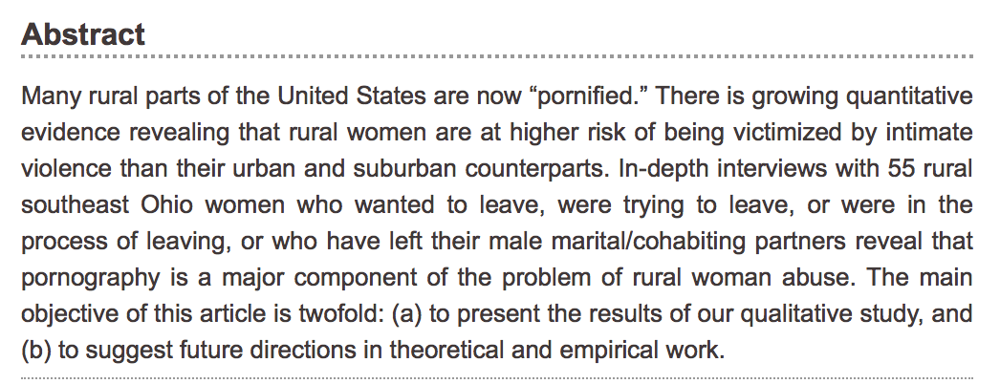 Abstract
Many rural parts of the United States are now “pornified.” There is growing quantitative
evidence revealing that rural women are at higher risk of being victimized by intimate
violence than their urban and suburban counterparts. In-depth interviews with 55 rural
southeast Ohio women who wanted to leave, were trying to leave, or were in the
process of leaving, or who have left their male marital/cohabiting partners reveal that
pornography is a major component of the problem of rural woman abuse. The main
objective of this article is twofold: (a) to present the results of our qualitative study, and
(b) to suggest future directions in theoretical and empirical work.